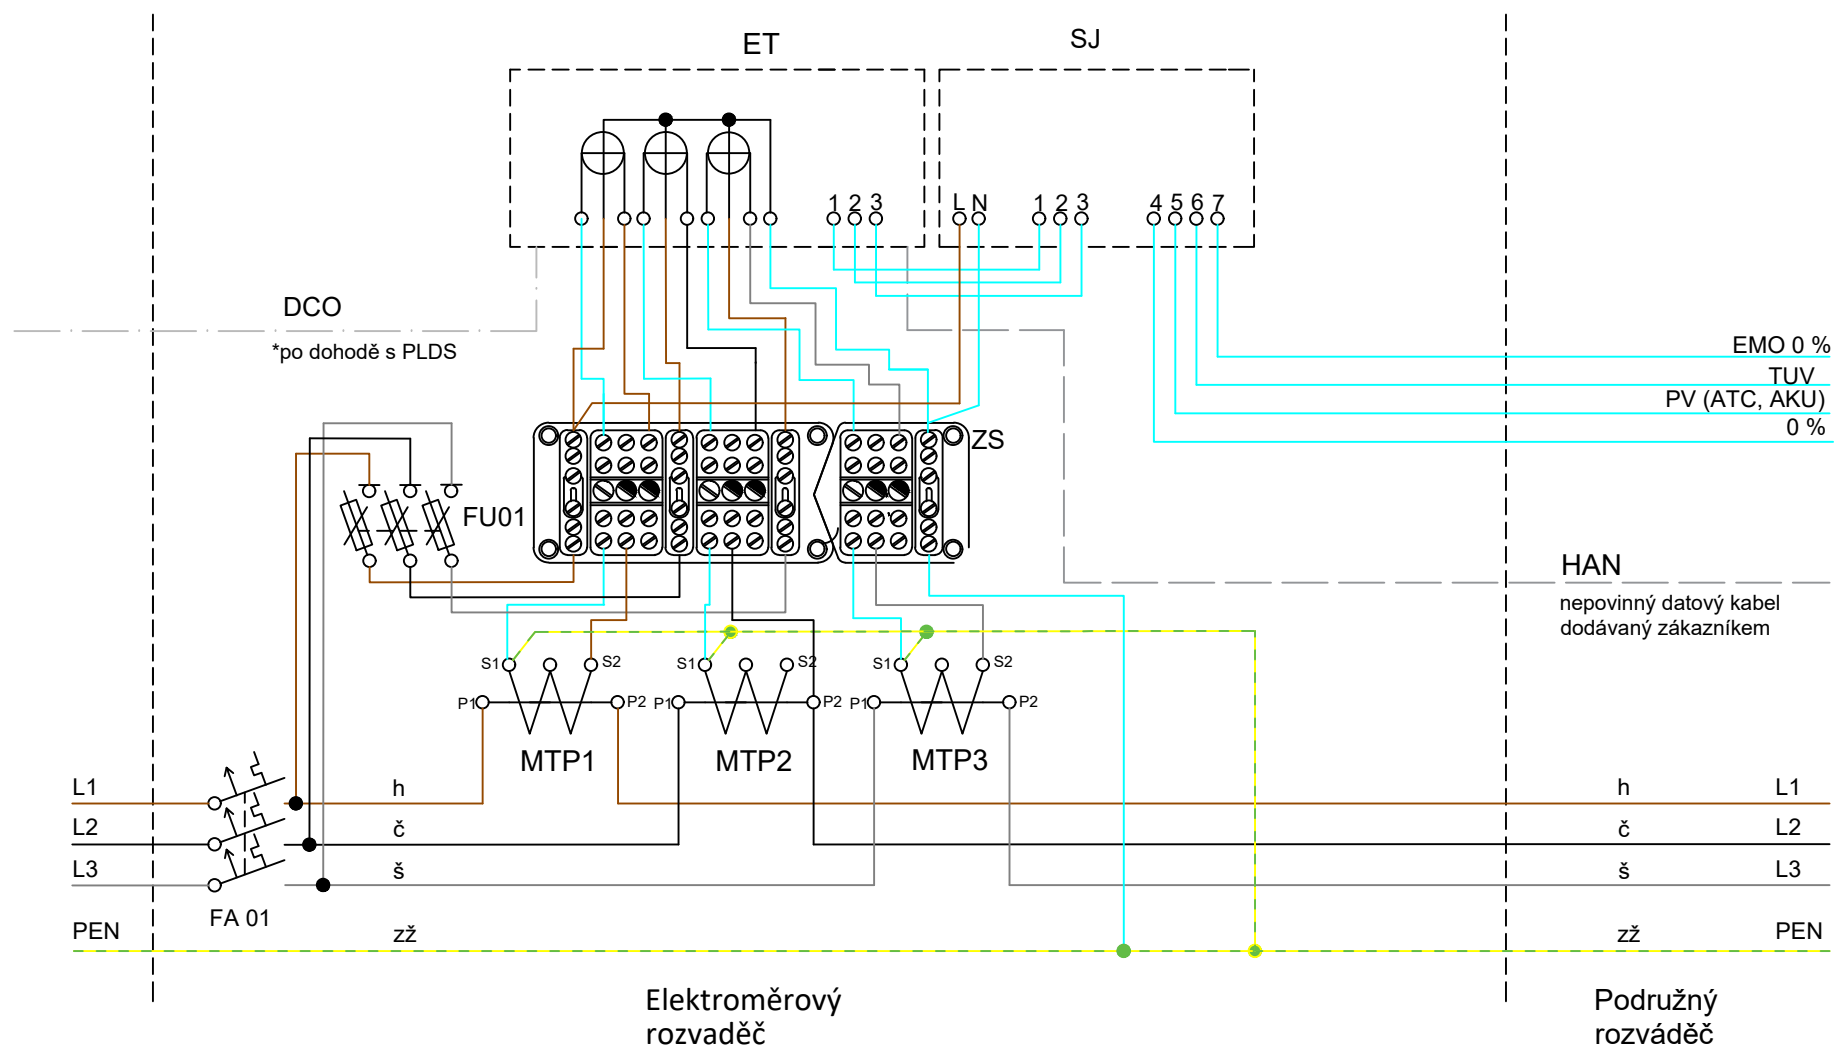 ET
SJ
1 2 3
L N
1 2 3
4 5 6 7
DCO
*po dohodě s PLDS
EMO 0 %
TUV
PV (ATC, AKU)
0 %
ZS
FU01
HAN
nepovinný datový kabel
dodávaný zákazníkem
S1 S2 S1 S2 S1 S2
P1 P2 P1 P2 P1 P2
MTP1 MTP2 MTP3
L1 h h L1
L2 č č L2
L3 š š L3
FA 01
PEN zž zž PEN
Elektroměrový
rozvaděč
Podružný
rozváděč